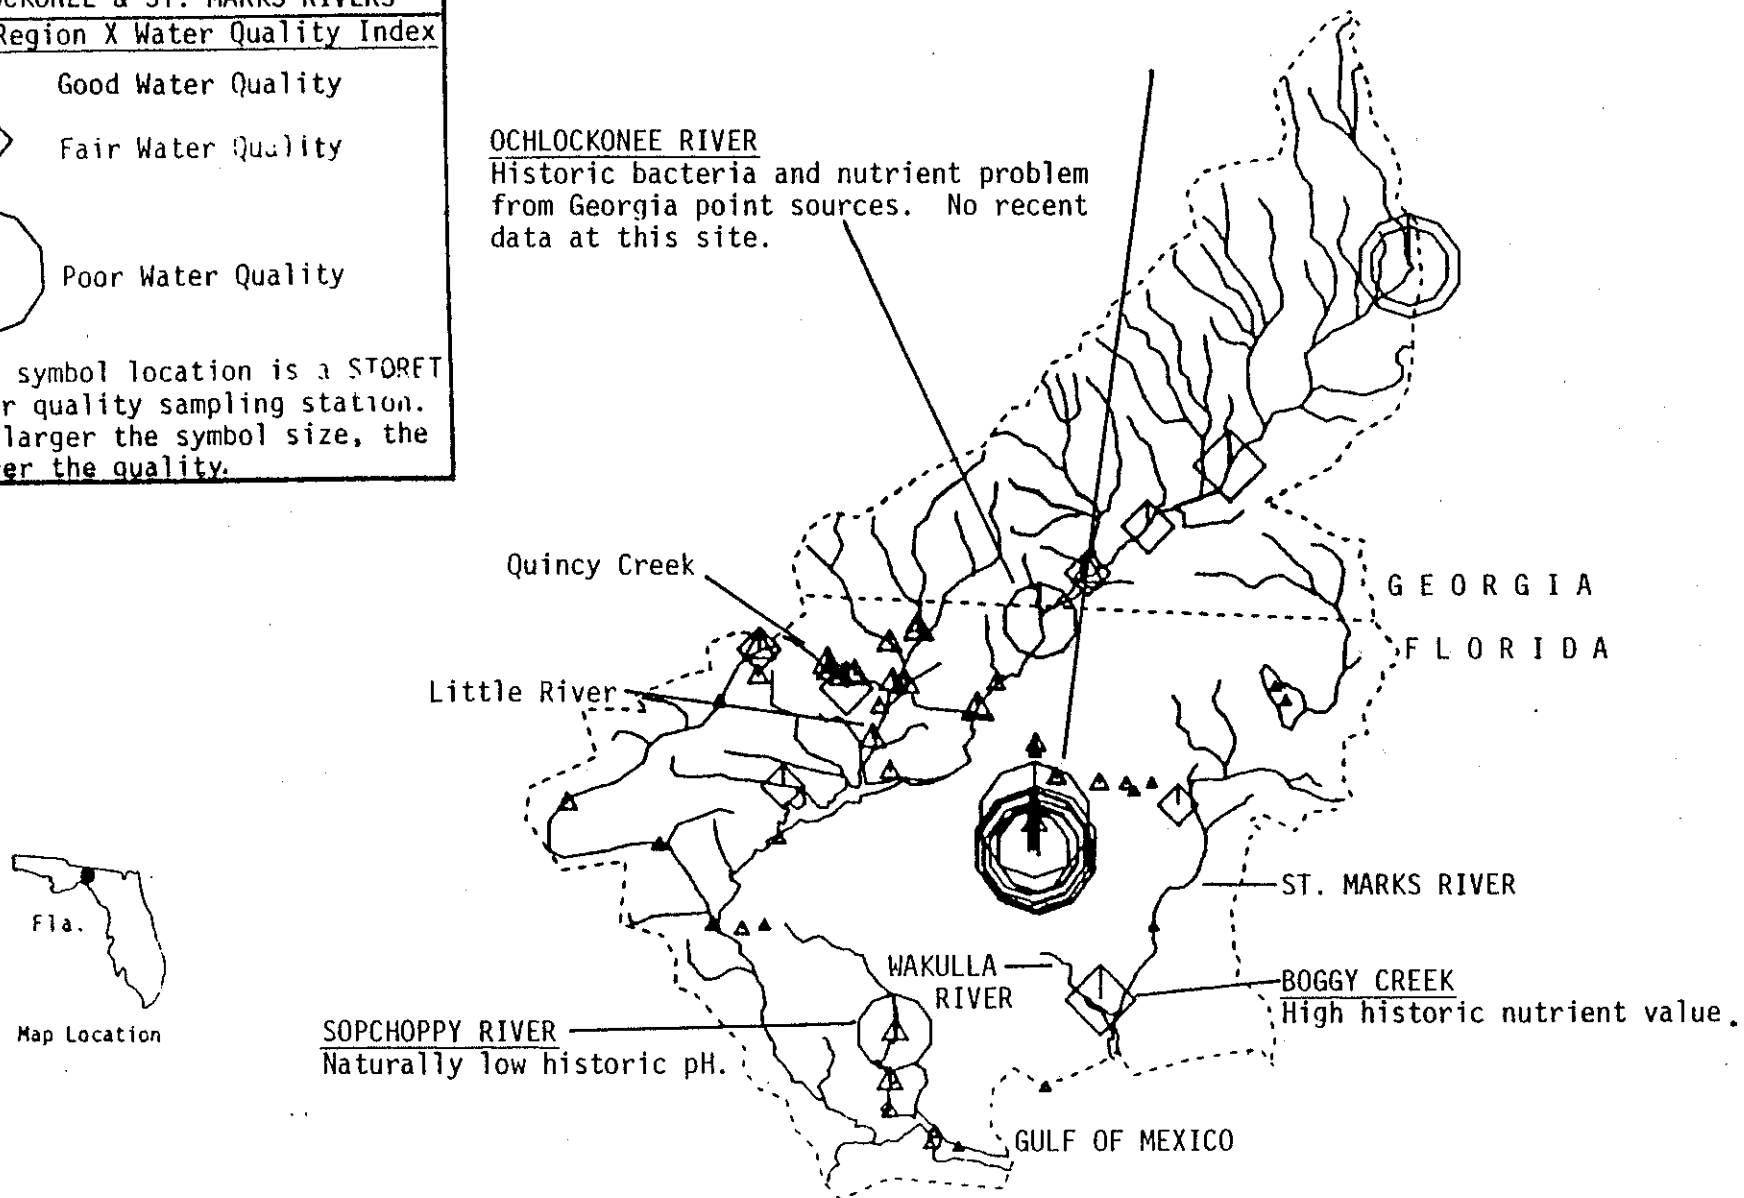 & ST. MARKS RIVERS
Region X Water Quality Index
Good Water Quality
Fair Water Quality
Poor Water Quality
symbol location is a STORET
quality sampling station.
larger the symbol size, the
the quality.
OCHLOCKONEE RIVER
Historic bacteria and nutrient problem
from Georgia point sources. No recent
data at this site.
Quincy Creek
GEORGIA
FLORIDA
Little River
ST. MARKS RIVER
Fla.
WAKULLA
RIVER
BOGGY CREEK
High historic nutrient value.
Map Location
SOPCHOPPY RIVER
Naturally low historic pH.
GULF OF MEXICO